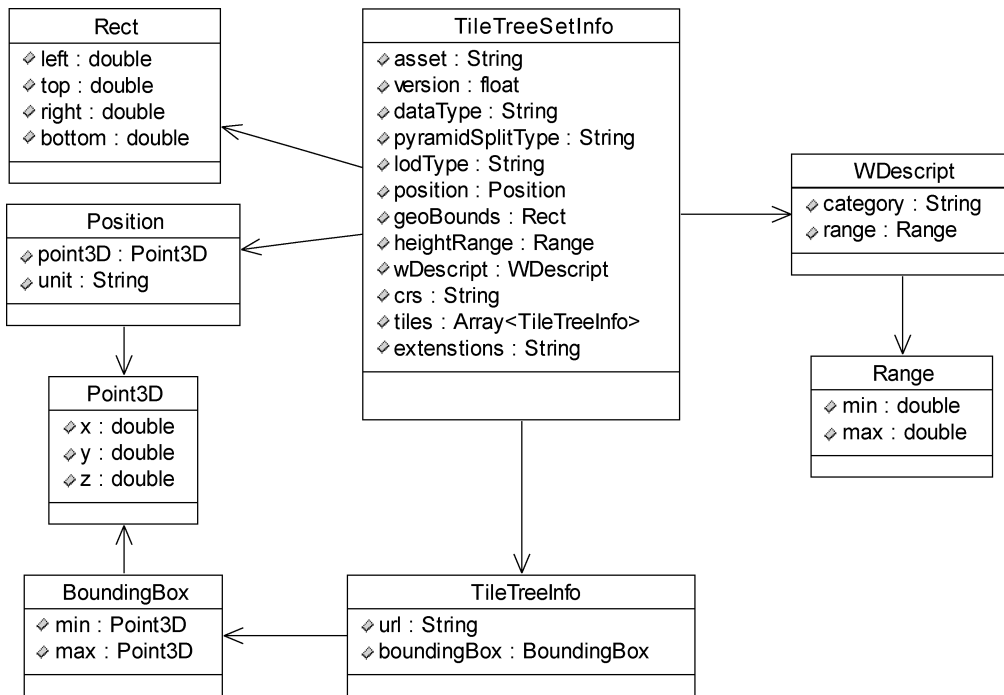 Rect
left : double
top : double
right : double
bottom : double
TileTreeSetInfo
asset : String
version : float
dataType : String
pyramidSplitType : String
lodType : String
position : Position
geoBounds : Rect
heightRange : Range
wDescript : WDescript
crs : String
tiles : Array<TileTreeInfo>
extenstions : String
WDescript
category : String
range : Range
Position
point3D : Point3D
unit : String
Range
min : double
max : double
Point3D
x : double
y : double
z : double
BoundingBox
min : Point3D
max : Point3D
TileTreeInfo
url : String
boundingBox : BoundingBox